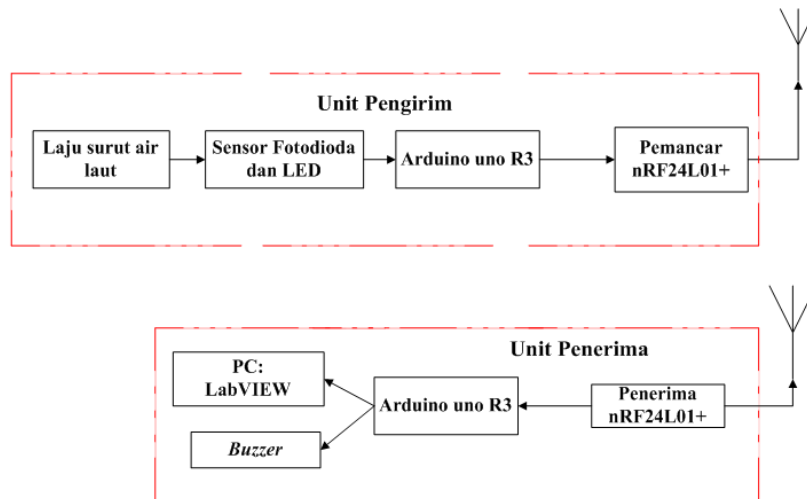 Unit Pengirim
Laju surut air
laut
Sensor Fotodioda
dan LED
Arduino uno R3
Pemancar
nRF24L01+
Unit Penerima
PC:
LabVIEW
Buzzer
Arduino uno R3
Penerima
nRF24L01+